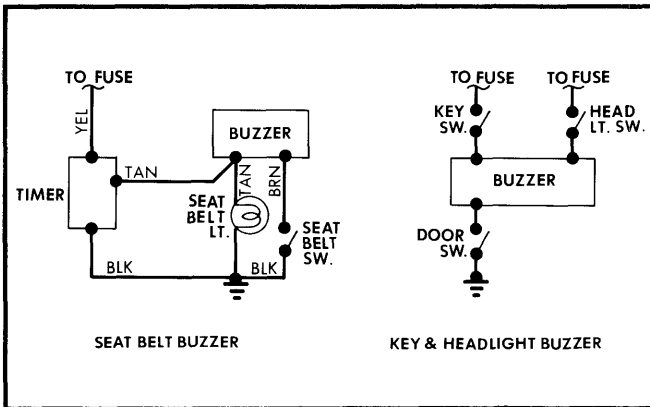 TO FUSE
YEL
TIMER
TAN
BUZZER
TAN
BRN
SEAT
BELT
LT.
SEAT
BELT
SW.
BLK
BLK
SEAT BELT BUZZER
TO FUSE
TO FUSE
KEY
SW.
HEAD
LT. SW.
BUZZER
DOOR
SW.
KEY & HEADLIGHT BUZZER